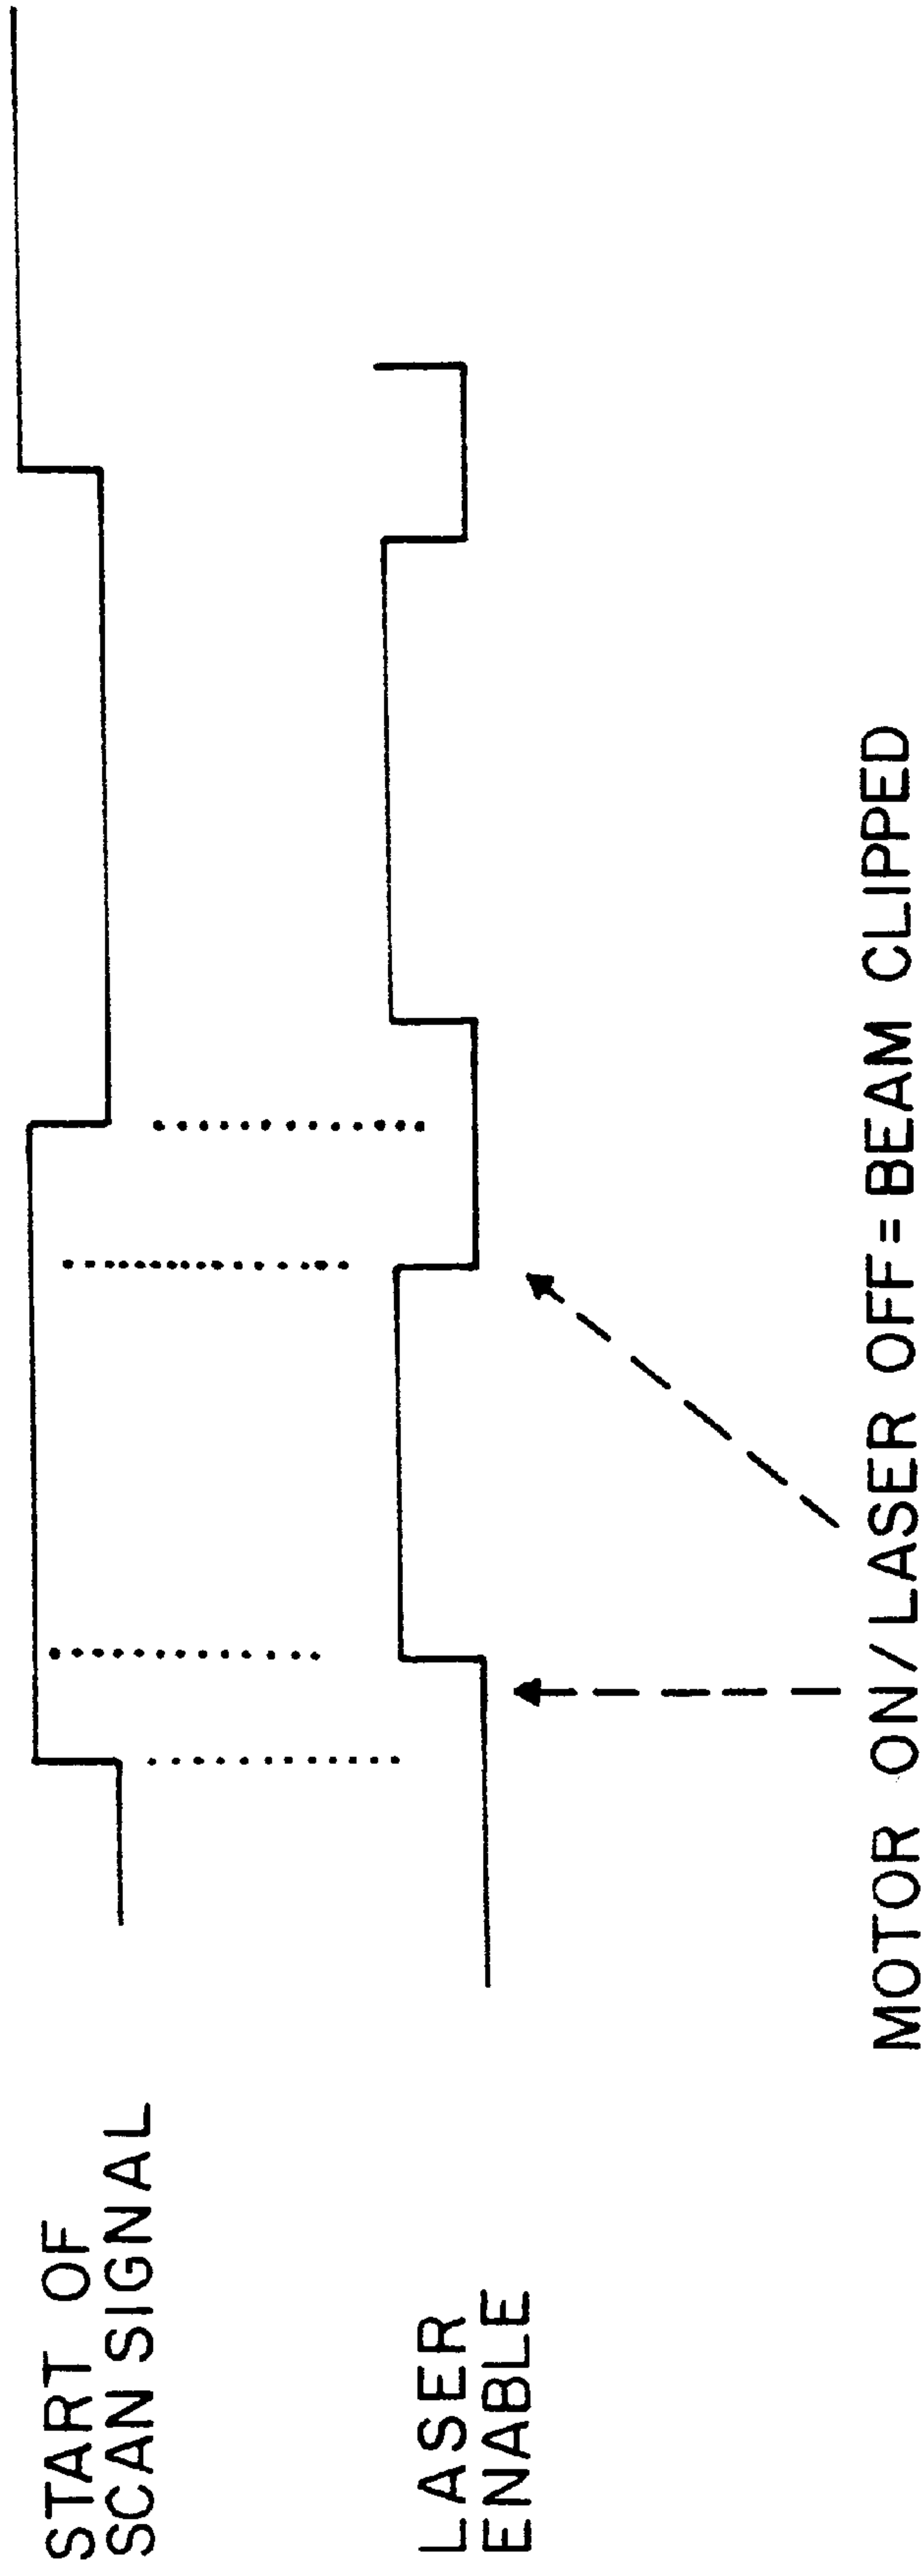 START OF
SCAN SIGNAL
LASER
ENABLE
MOTOR ON/LASER OFF = BEAM CLIPPED